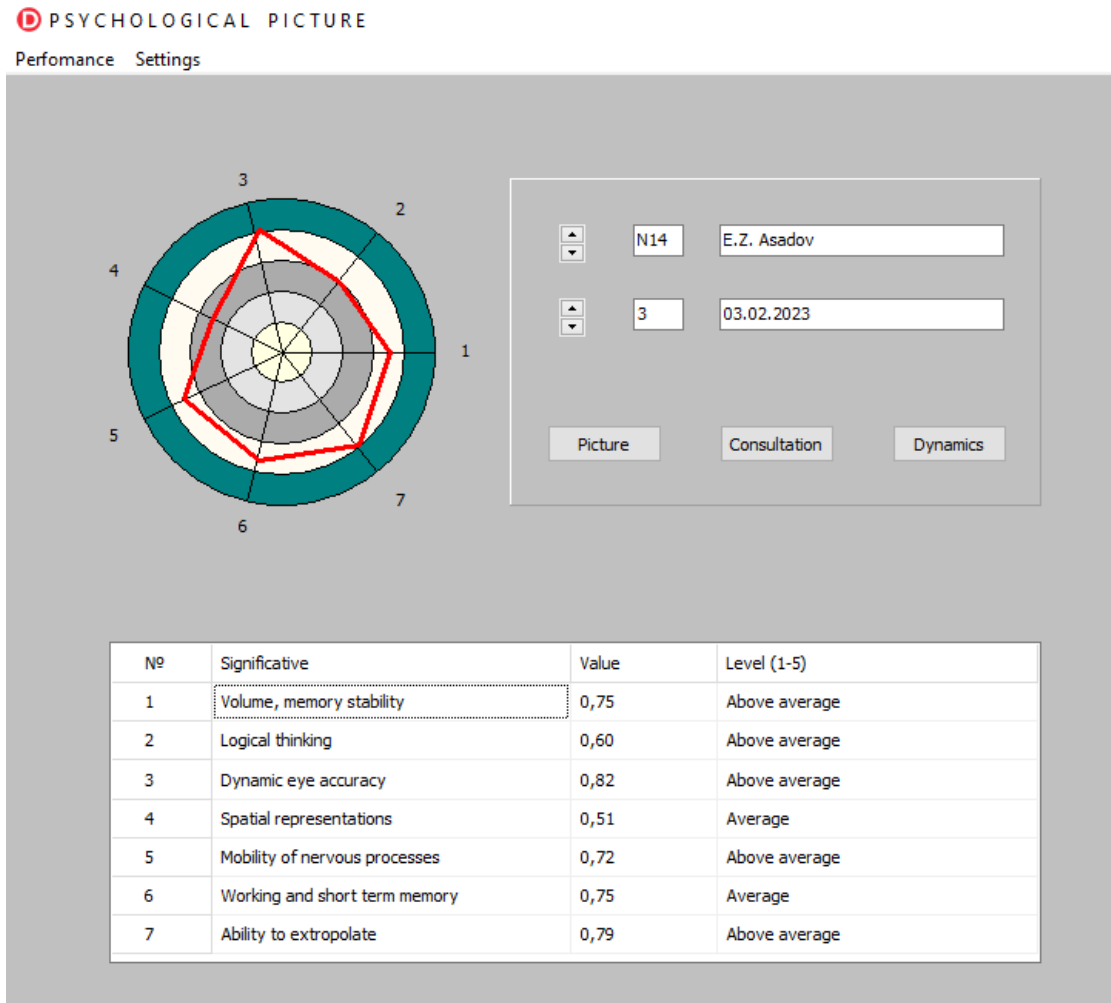 D PSYCHOLOGICAL PICTURE
Perfomance Settings
3
2
4
1
5
7
6
N14 E.Z. Asadov
3 03.02.2023
Picture Consultation Dynamics
Nº Significative Value Level (1-5)
1 Volume, memory stability 0,75 Above average
2 Logical thinking 0,60 Above average
3 Dynamic eye accuracy 0,82 Above average
4 Spatial representations 0,51 Average
5 Mobility of nervous processes 0,72 Above average
6 Working and short term memory 0,75 Average
7 Ability to extropolate 0,79 Above average